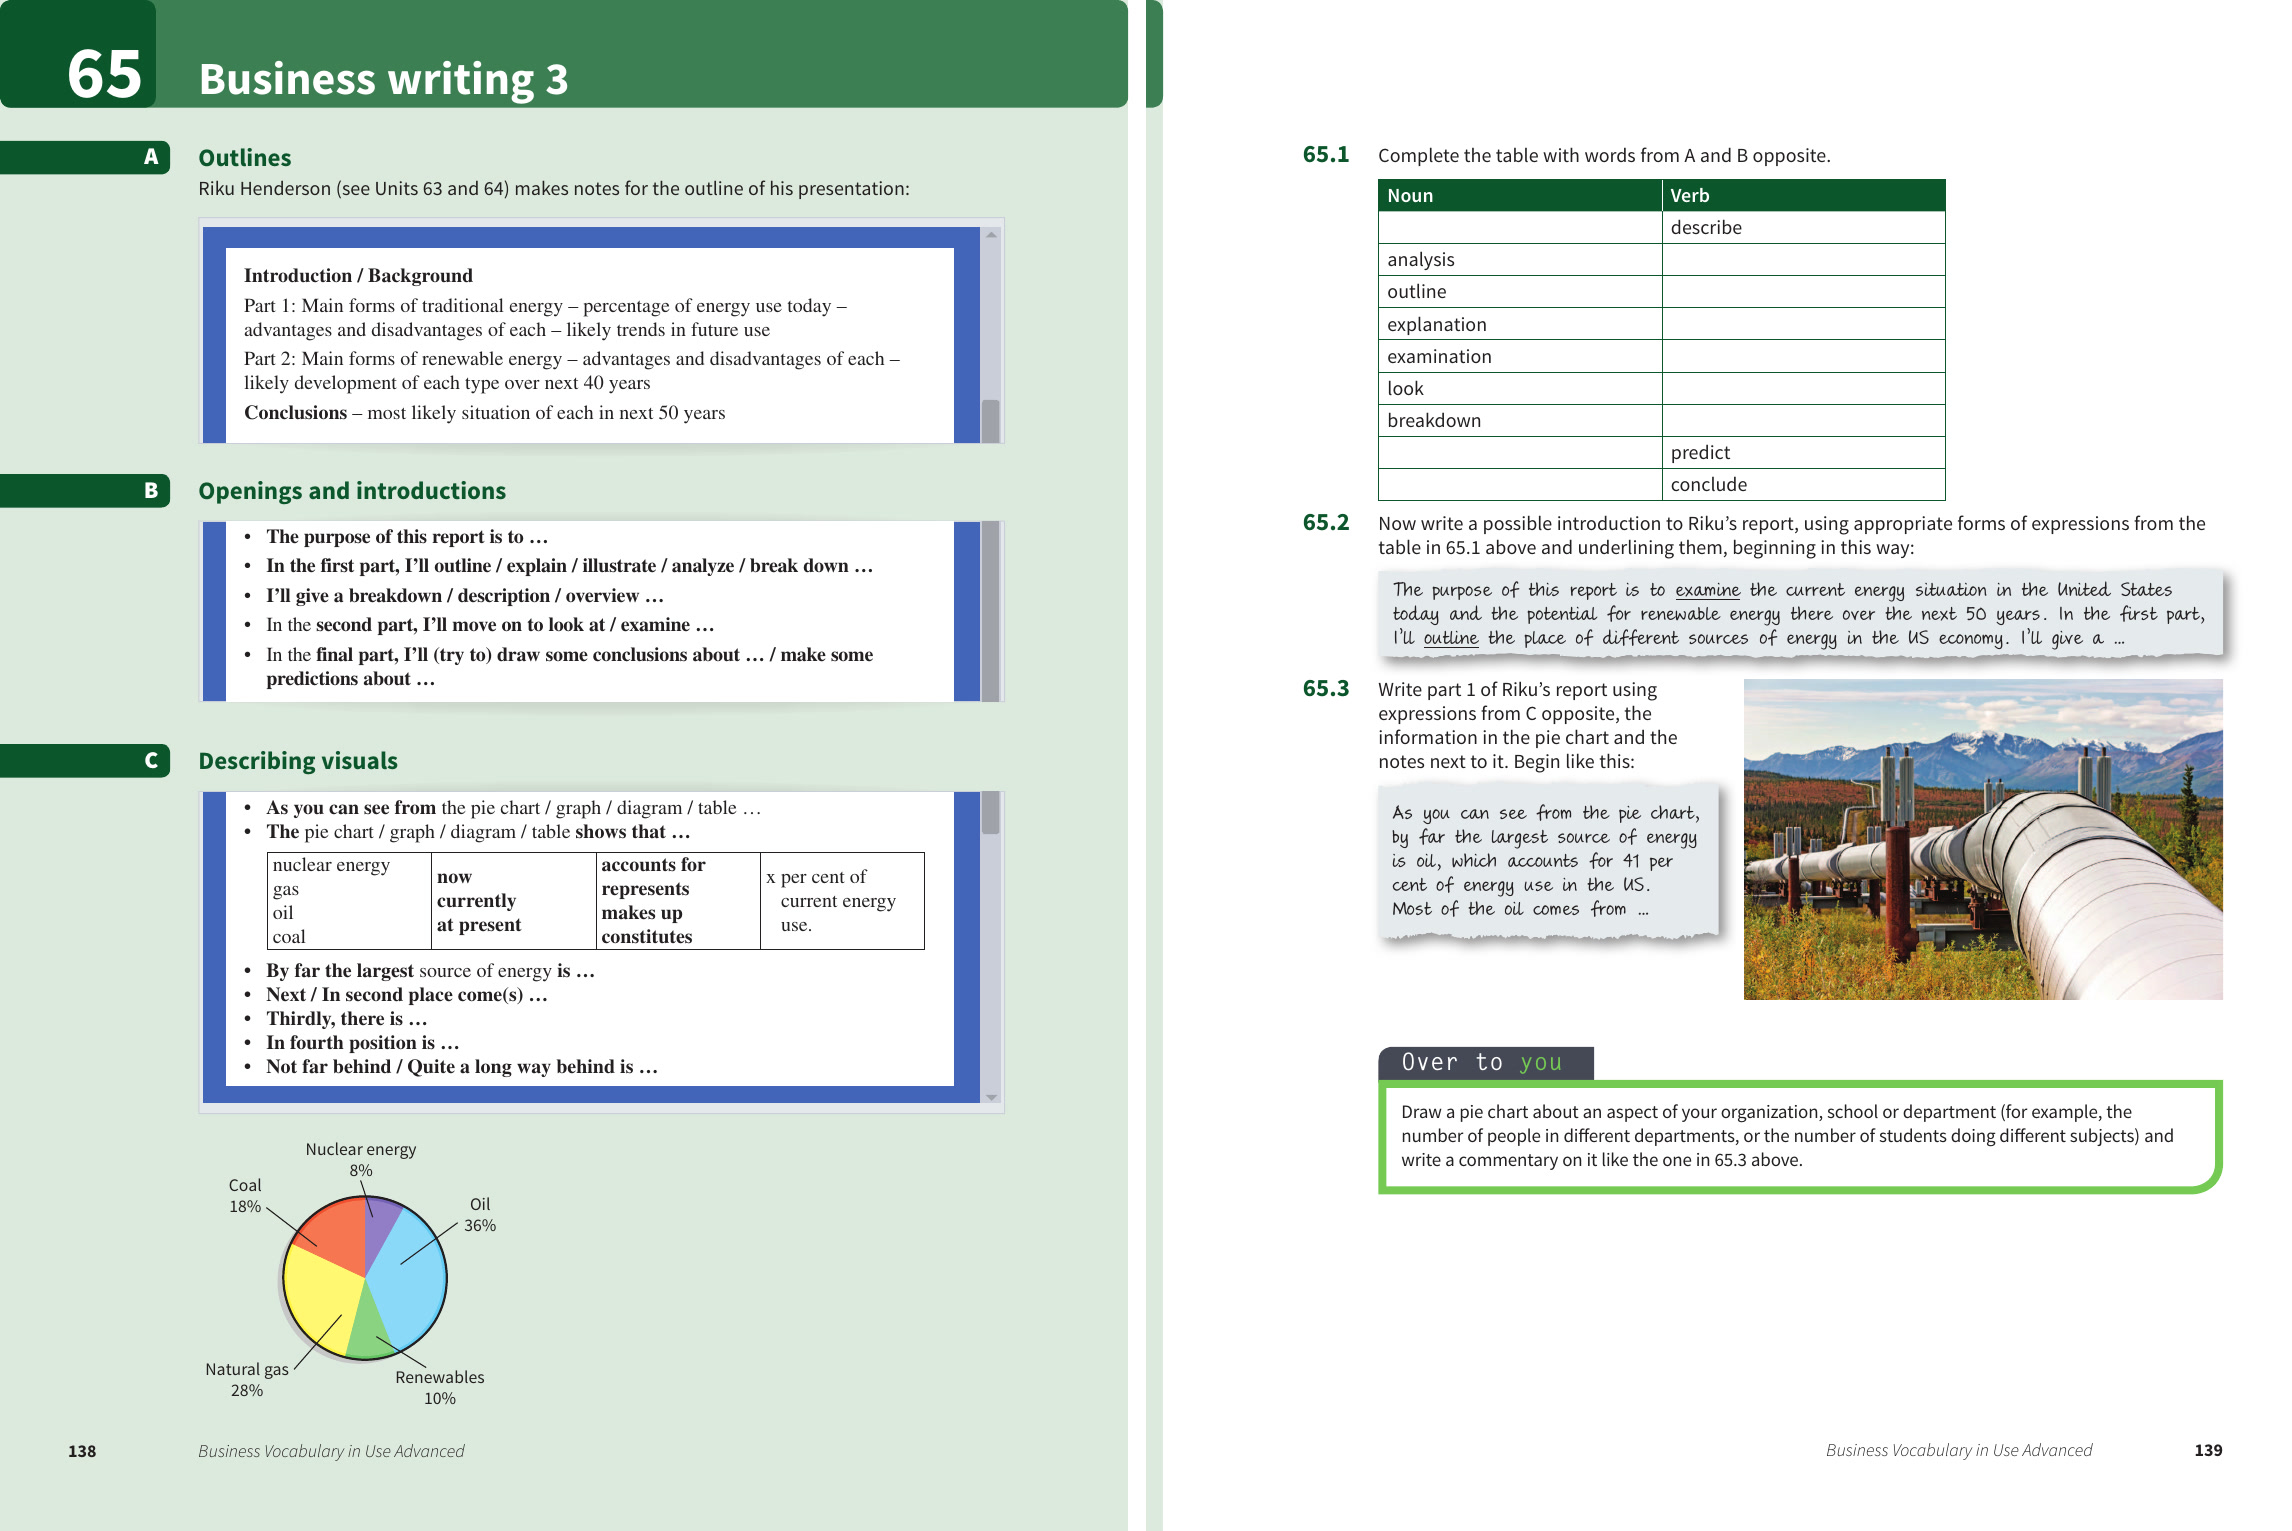 65
Business writing 3
A
Outlines
Riku Henderson (see Units 63 and 64) makes notes for the outline of his presentation:
Introduction / Background
Part 1: Main forms of traditional energy – percentage of energy use today –
advantages and disadvantages of each – likely trends in future use
Part 2: Main forms of renewable energy – advantages and disadvantages of each –
likely development of each type over next 40 years
Conclusions – most likely situation of each in next 50 years
B
Openings and introductions
• The purpose of this report is to …
• In the first part, I’ll outline / explain / illustrate / analyze / break down …
• I’ll give a breakdown / description / overview …
• In the second part, I’ll move on to look at / examine …
• In the final part, I’ll (try to) draw some conclusions about … / make some
predictions about …
C
Describing visuals
• As you can see from the pie chart / graph / diagram / table …
• The pie chart / graph / diagram / table shows that …
nuclear energy
gas
oil
coal
now
currently
at present
accounts for
represents
makes up
constitutes
x per cent of
current energy
use.
• By far the largest source of energy is …
• Next / In second place come(s) …
• Thirdly, there is …
• In fourth position is …
• Not far behind / Quite a long way behind is …
Nuclear energy
8%
Coal
18%
Oil
36%
Natural gas
28%
Renewables
10%
138
Business Vocabulary in Use Advanced
65.1
Complete the table with words from A and B opposite.
Noun Verb
describe
analysis
outline
explanation
examination
look
breakdown
predict
conclude
65.2
Now write a possible introduction to Riku’s report, using appropriate forms of expressions from the
table in 65.1 above and underlining them, beginning in this way:
The purpose of this report is to examine the current energy situation in the United States
today and the potential for renewable energy there over the next 50 years. In the first part,
I’ll outline the place of different sources of energy in the US economy. I’ll give a …
65.3
Write part 1 of Riku’s report using
expressions from C opposite, the
information in the pie chart and the
notes next to it. Begin like this:
As you can see from the pie chart,
by far the largest source of energy
is oil, which accounts for 41 per
cent of energy use in the US.
Most of the oil comes from …
Over to you
Draw a pie chart about an aspect of your organization, school or department (for example, the
number of people in different departments, or the number of students doing different subjects) and
write a commentary on it like the one in 65.3 above.
Business Vocabulary in Use Advanced
139